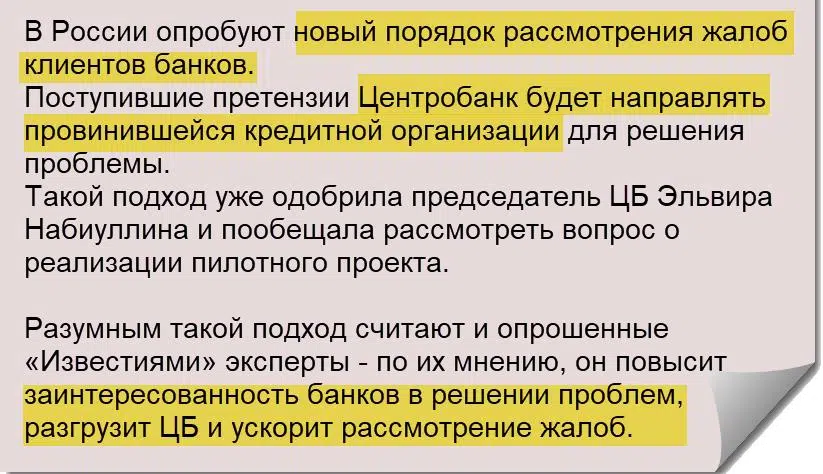 В России опробуют новый порядок рассмотрения жалоб
клиентов банков.
Поступившие претензии Центробанк будет направлять
провинившейся кредитной организации для решения
проблемы.
Такой подход уже одобрила председатель ЦБ Эльвира
Набиуллина и пообещала рассмотреть вопрос о
реализации пилотного проекта.
Разумным такой подход считают и опрошенные
«Известиями» эксперты - по их мнению, он повысит
заинтересованность банков в решении проблем,
разгрузит ЦБ и ускорит рассмотрение жалоб.